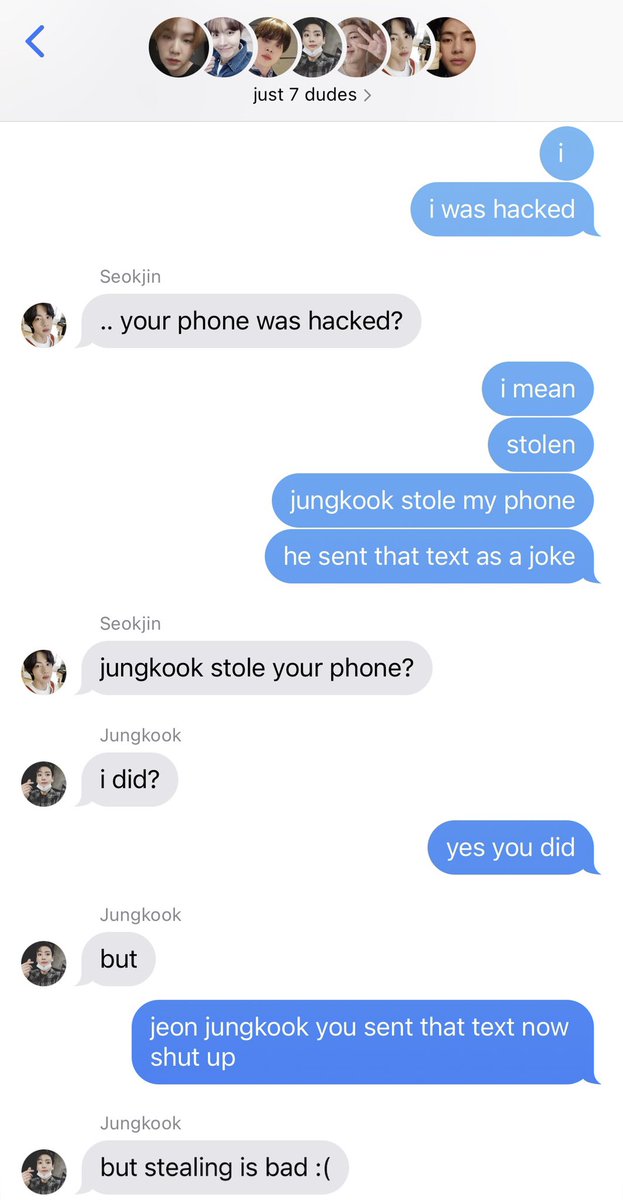 just 7 dudes
i
i was hacked
Seokjin
.. your phone was hacked?
i mean
stolen
jungkook stole my phone
he sent that text as a joke
Seokjin
jungkook stole your phone?
Jungkook
i did?
yes you did
Jungkook
but
jeon jungkook you sent that text now
shut up
Jungkook
but stealing is bad :(